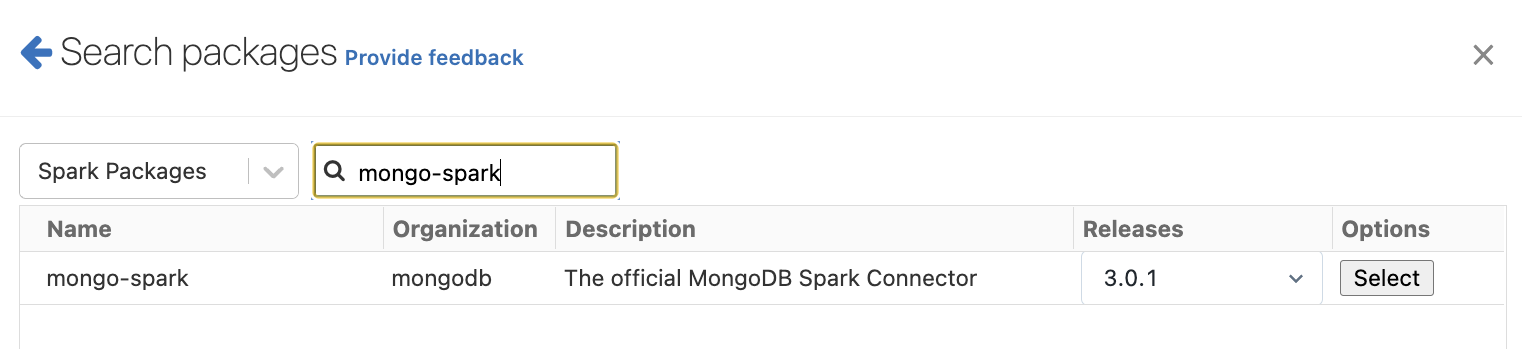 Search packages Provide feedback
Spark Packages mongo-spark
Name Organization Description Releases Options
mongo-spark mongodb The official MongoDB Spark Connector 3.0.1 Select